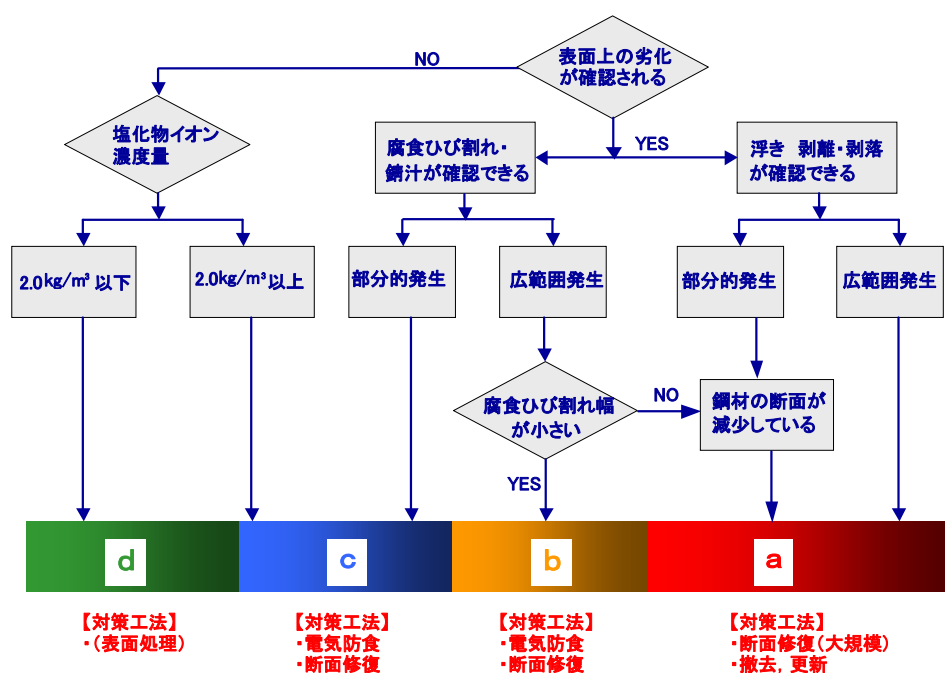 表面上の劣化
が確認される
NO
YES
塩化物イオン
濃度量
腐食ひび割れ・
錆汁が確認できる
浮き 剥離・剥落
が確認できる
2.0kg/m³ 以下
2.0kg/m³ 以上
部分的発生
広範囲発生
部分的発生
広範囲発生
腐食ひび割れ幅
が小さい
NO
鋼材の断面が
減少している
YES
d
c
b
a
【対策工法】
・(表面処理)
【対策工法】
・電気防食
・断面修復
【対策工法】
・電気防食
・断面修復
【対策工法】
・断面修復(大規模)
・撤去, 更新